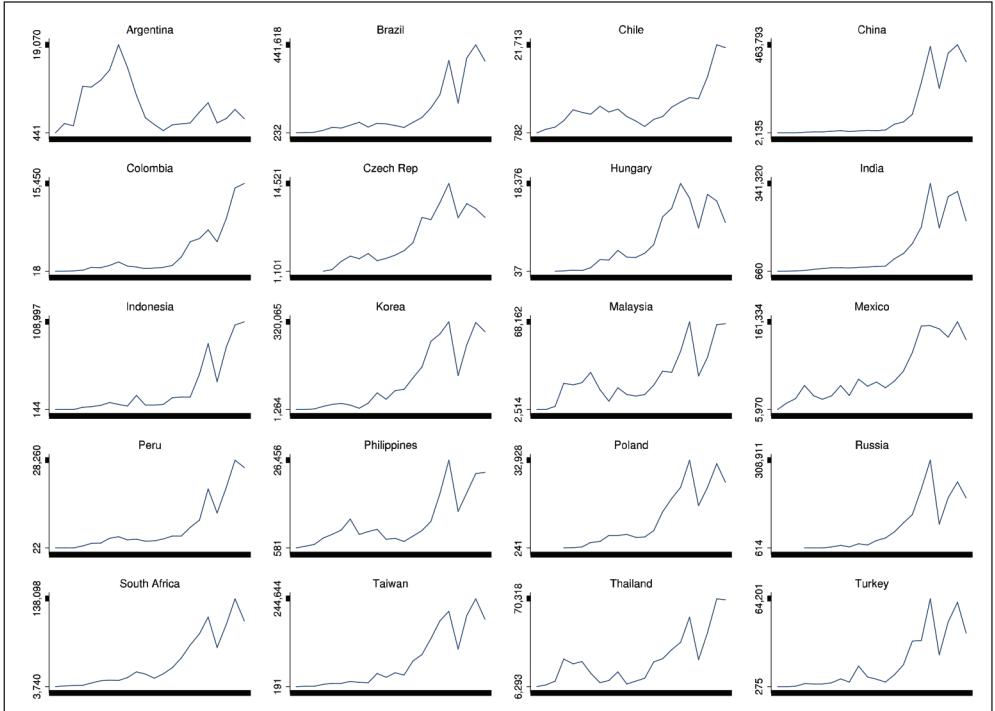 Argentina
19,070
441
Brazil
441,618
232
Chile
21,713
782
China
463,793
2,135
Colombia
15,450
18
Czech Rep
14,521
1,101
Hungary
18,376
37
India
341,320
660
Indonesia
108,997
144
Korea
320,065
1,264
Malaysia
68,162
2,514
Mexico
161,334
5,970
Peru
28,260
22
Philippines
26,456
581
Poland
32,928
241
Russia
308,911
614
South Africa
138,098
3,740
Taiwan
244,644
191
Thailand
70,318
6,293
Turkey
64,201
275